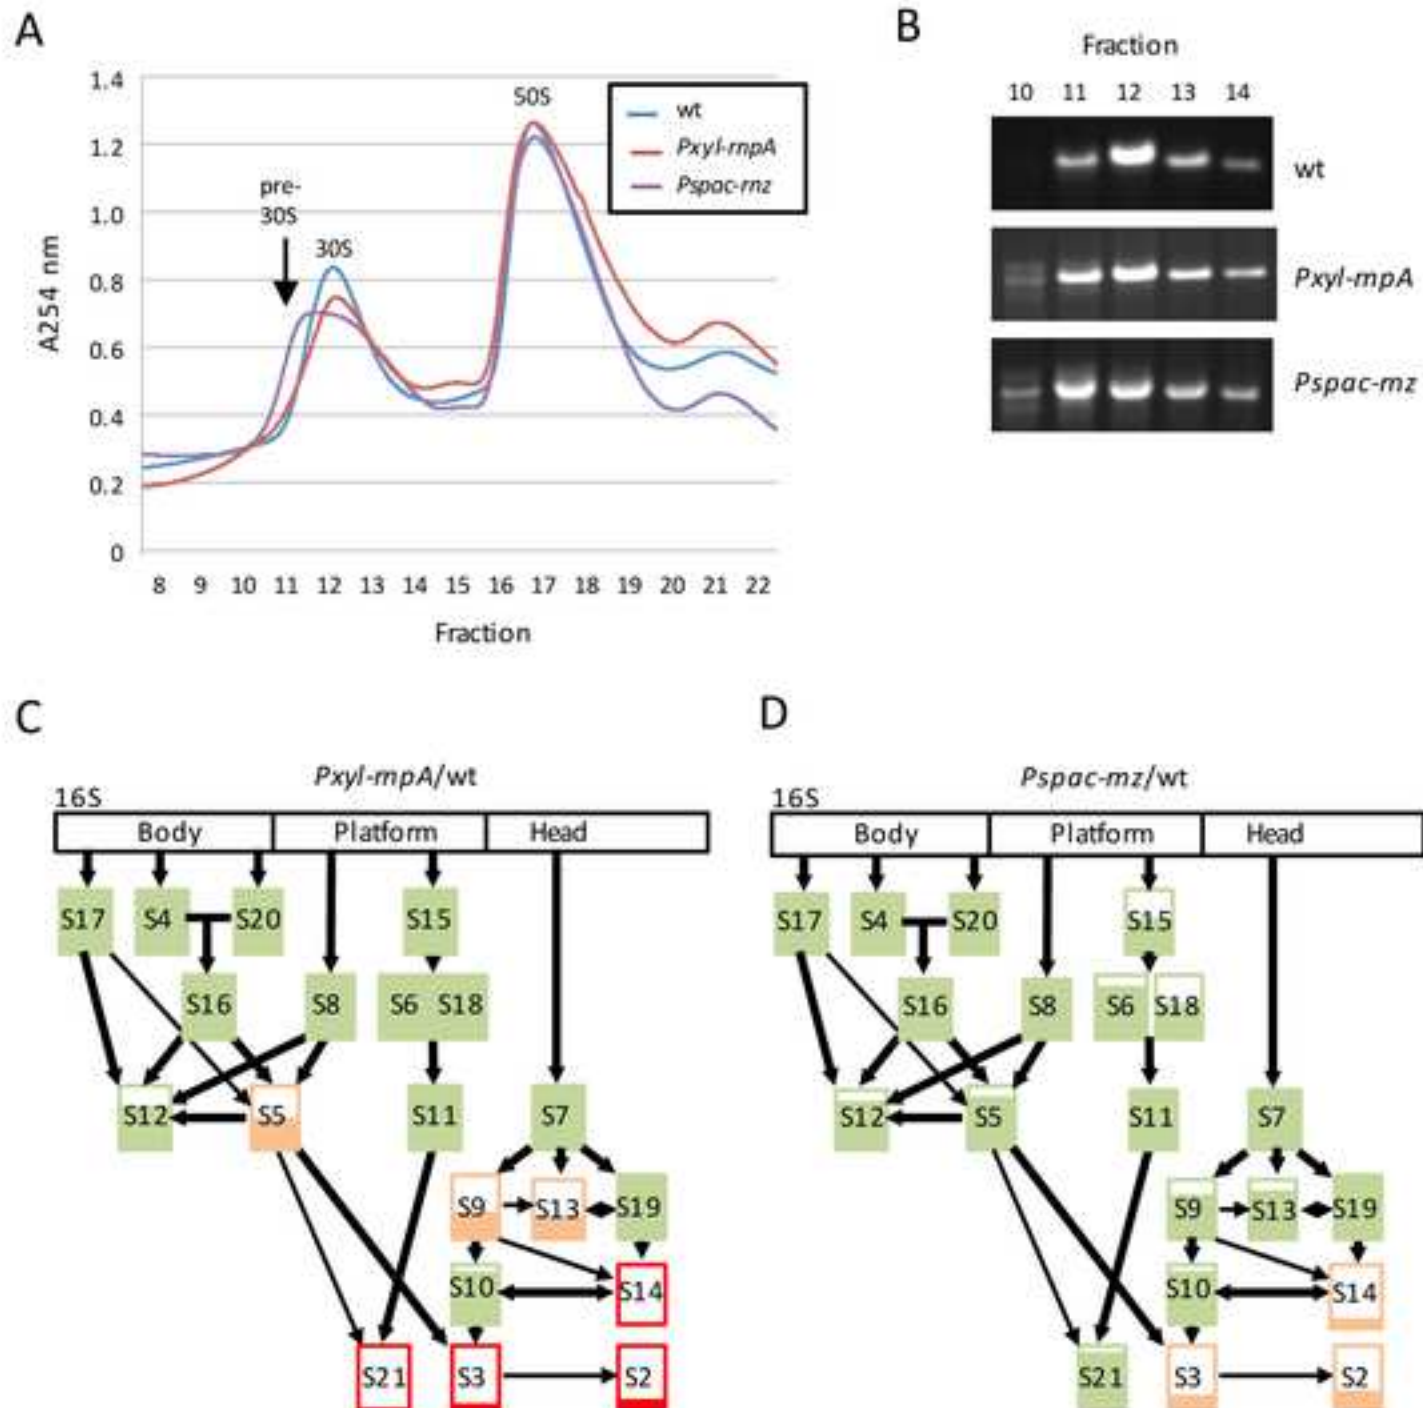 A
1.4
1.2
1.0
0.8
0.6
0.4
0.2
0
A254 nm
pre-
30S
30S
50S
wt
Pxyl-rnpA
Pspac-rnz
8 9 10 11 12 13 14 15 16 17 18 19 20 21 22
Fraction
B
Fraction
10 11 12 13 14
wt
Pxyl-rnpA
Pspac-rnz
C
Pxyl-rnpA/wt
16S
Body Platform Head
S17 S4 S20 S15
S16 S8 S6 S18
S12 S5 S11 S7
S9 S13 S19
S10 S14
S21 S3 S2
D
Pspac-rnz/wt
16S
Body Platform Head
S17 S4 S20 S15
S16 S8 S6 S18
S12 S5 S11 S7
S9 S13 S19
S10 S14
S21 S3 S2